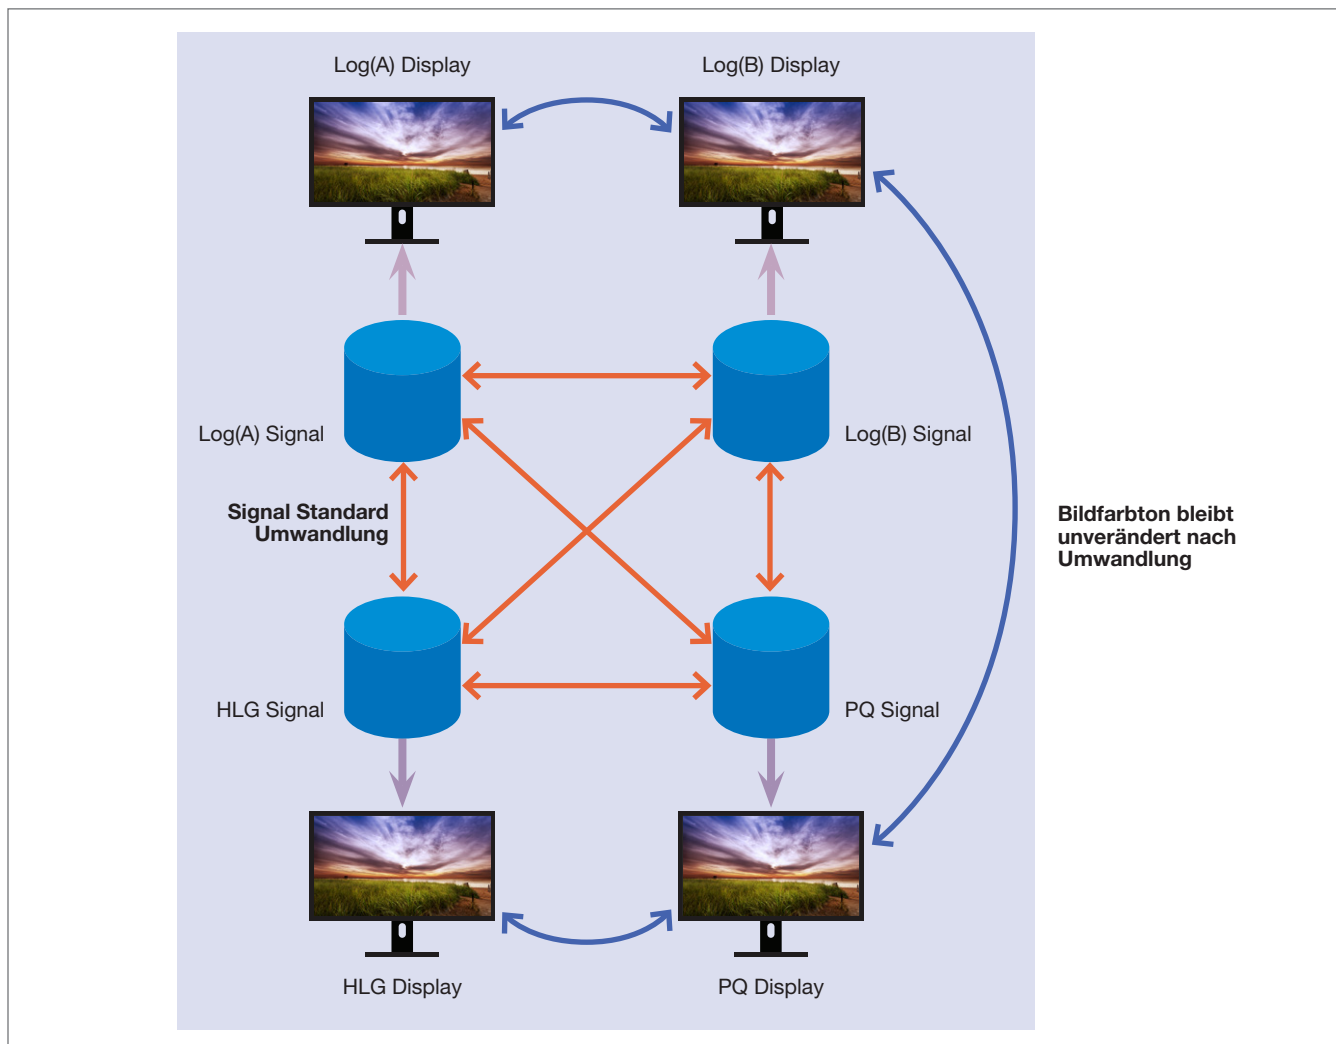 Log(A) Display
Log(B) Display
Log(A) Signal
Log(B) Signal
Signal Standard
Umwandlung
Bildfarbton bleibt
unverändert nach
Umwandlung
HLG Signal
PQ Signal
HLG Display
PQ Display